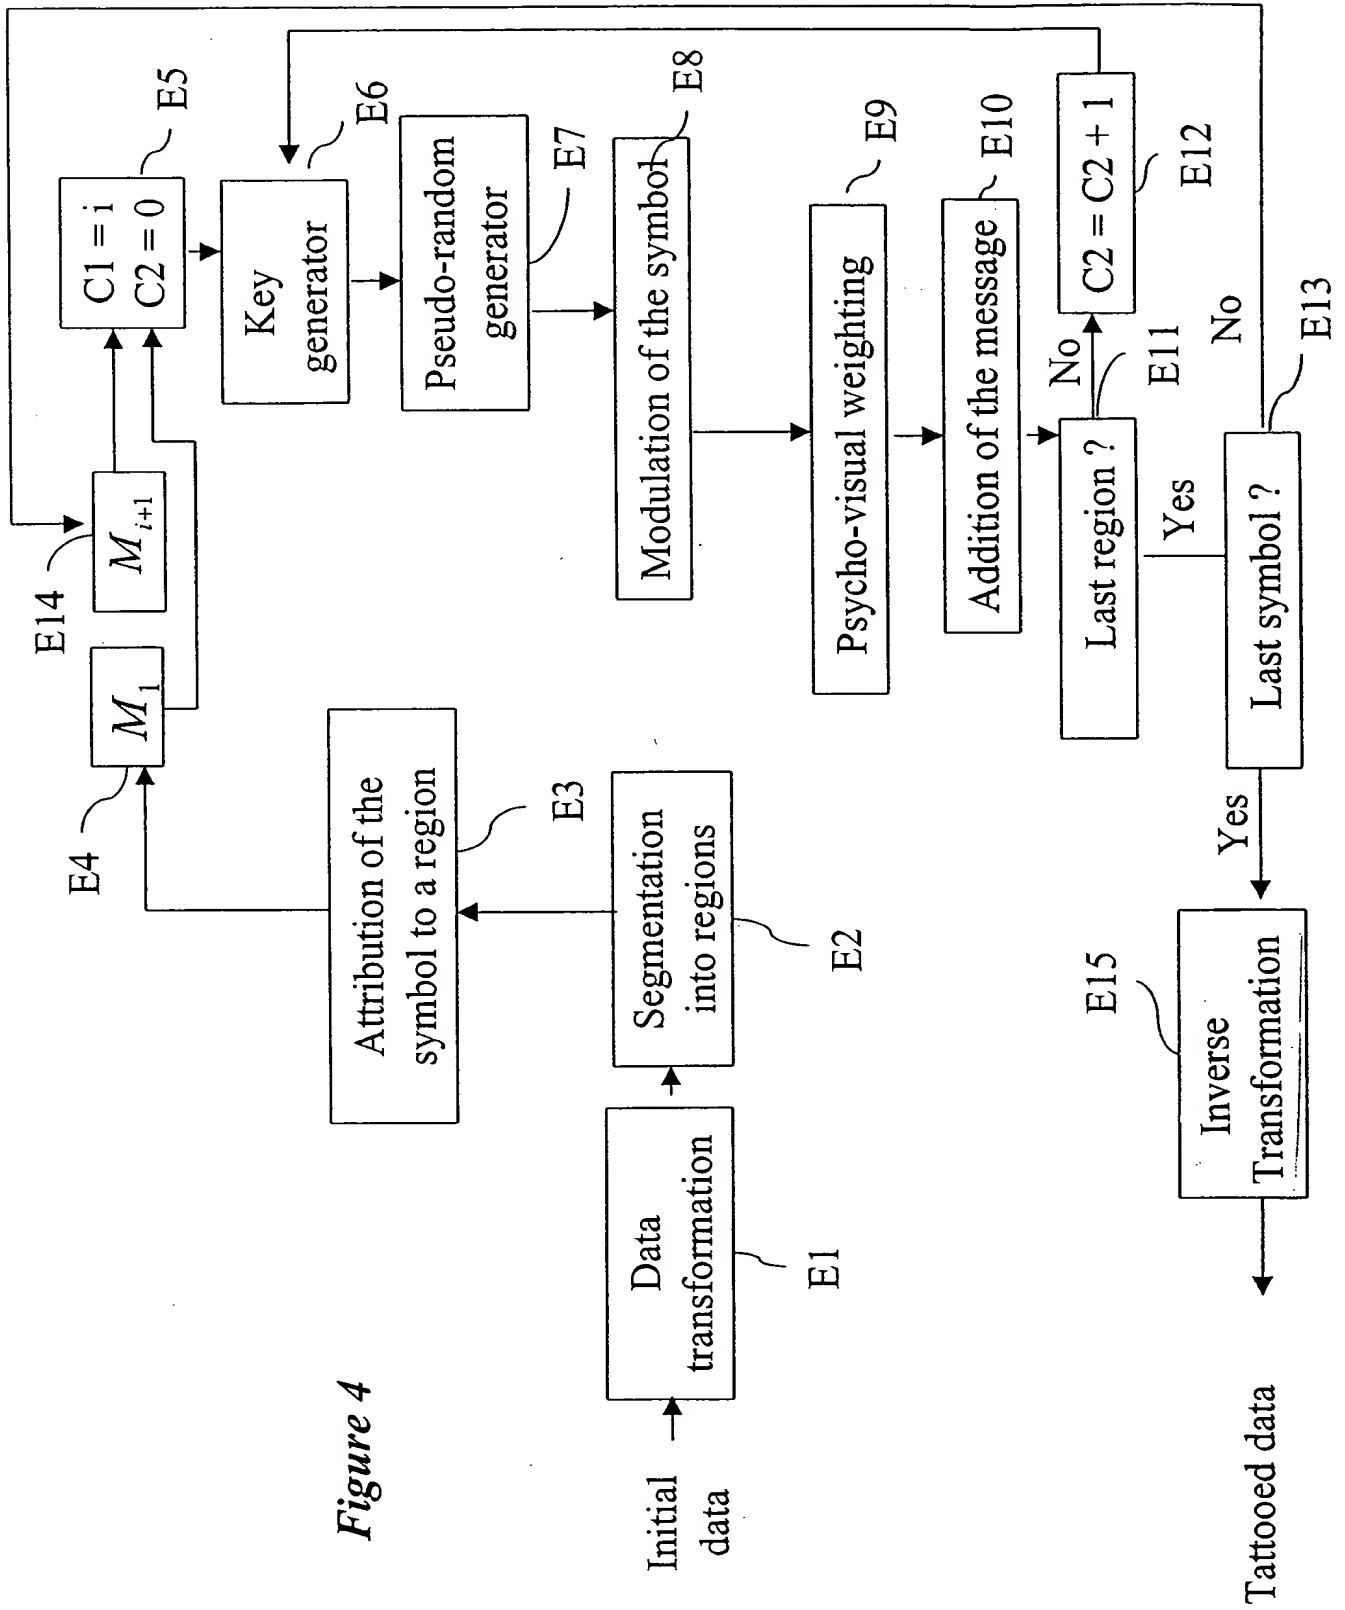 Figure 4
Initial
data
Data
transformation
E1
Segmentation
into regions
E2
Attribution of the
symbol to a region
E3
M1
E4
Mi+1
E14
C1 = i
C2 = 0
E5
Key
generator
E6
Pseudo-random
generator
E7
Modulation of the symbol
E8
Psycho-visual weighting
E9
Addition of the message
E10
Last region ?
E11
No
C2 = C2 + 1
E12
Yes
Last symbol ?
E13
No
Yes
Inverse
Transformation
E15
Tattooed data